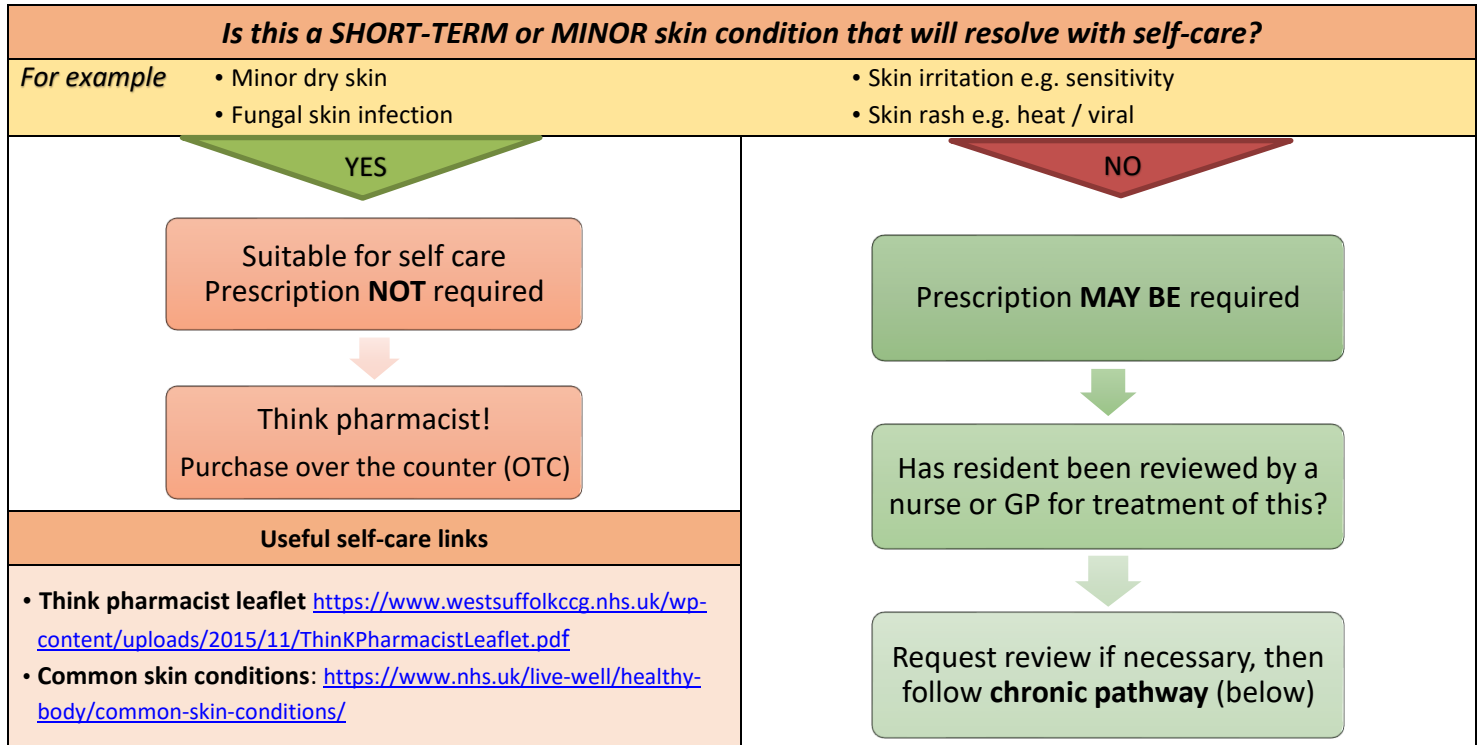 Is this a SHORT-TERM or MINOR skin condition that will resolve with self-care?
For example
• Minor dry skin
• Fungal skin infection
• Skin irritation e.g. sensitivity
• Skin rash e.g. heat / viral
YES
Suitable for self care
Prescription NOT required
Think pharmacist!
Purchase over the counter (OTC)
Useful self-care links
• Think pharmacist leaflet https://www.westsuffolkccg.nhs.uk/wp-
content/uploads/2015/11/ThinKPharmacistLeaflet.pdf
• Common skin conditions: https://www.nhs.uk/live-well/healthy-
body/common-skin-conditions/
NO
Prescription MAY BE required
Has resident been reviewed by a
nurse or GP for treatment of this?
Request review if necessary, then
follow chronic pathway (below)